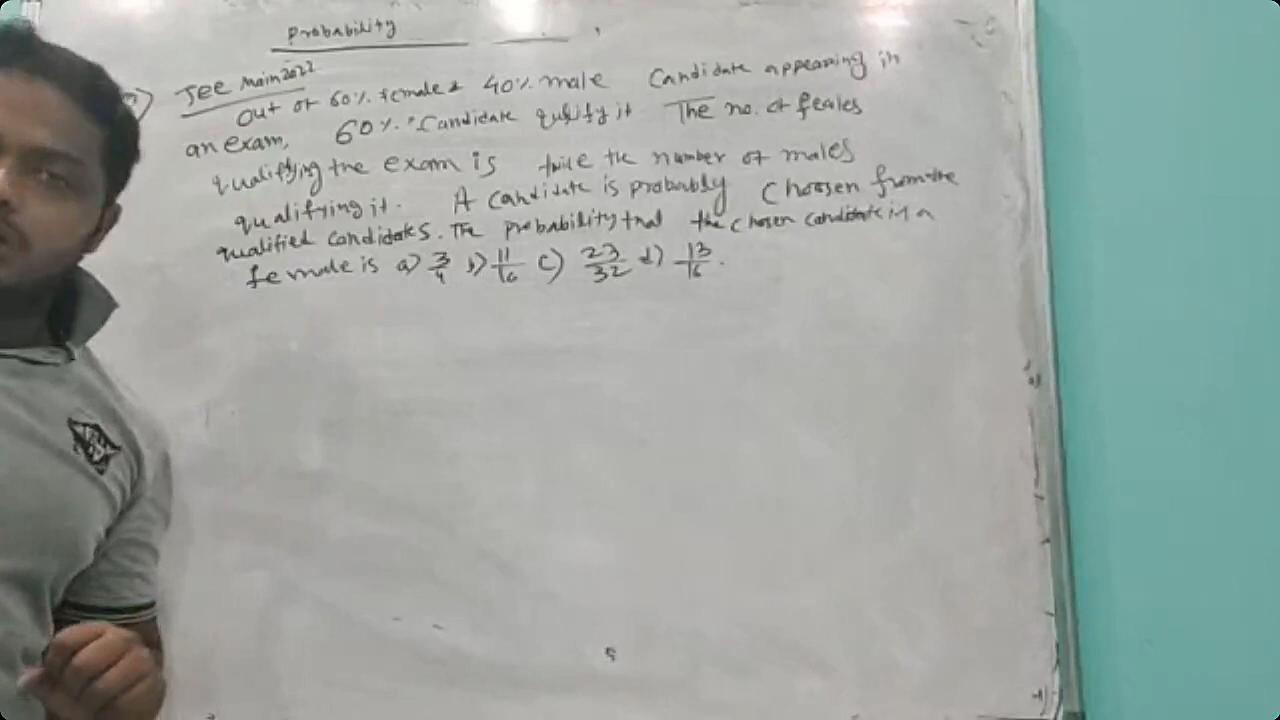 Probability
JEE Main 2022
Out of 60% female & 40% male Candidate appearing in
an exam, 60% Candidate qulify it The no. of feales
qualifying the exam is twice the number of males
qualifying it. A candidate is probably Choosen from the
qualified candidates. The probability that the chosen candidate is a
female is a) 3/4 b) 11/16 c) 23/32 d) 13/16.